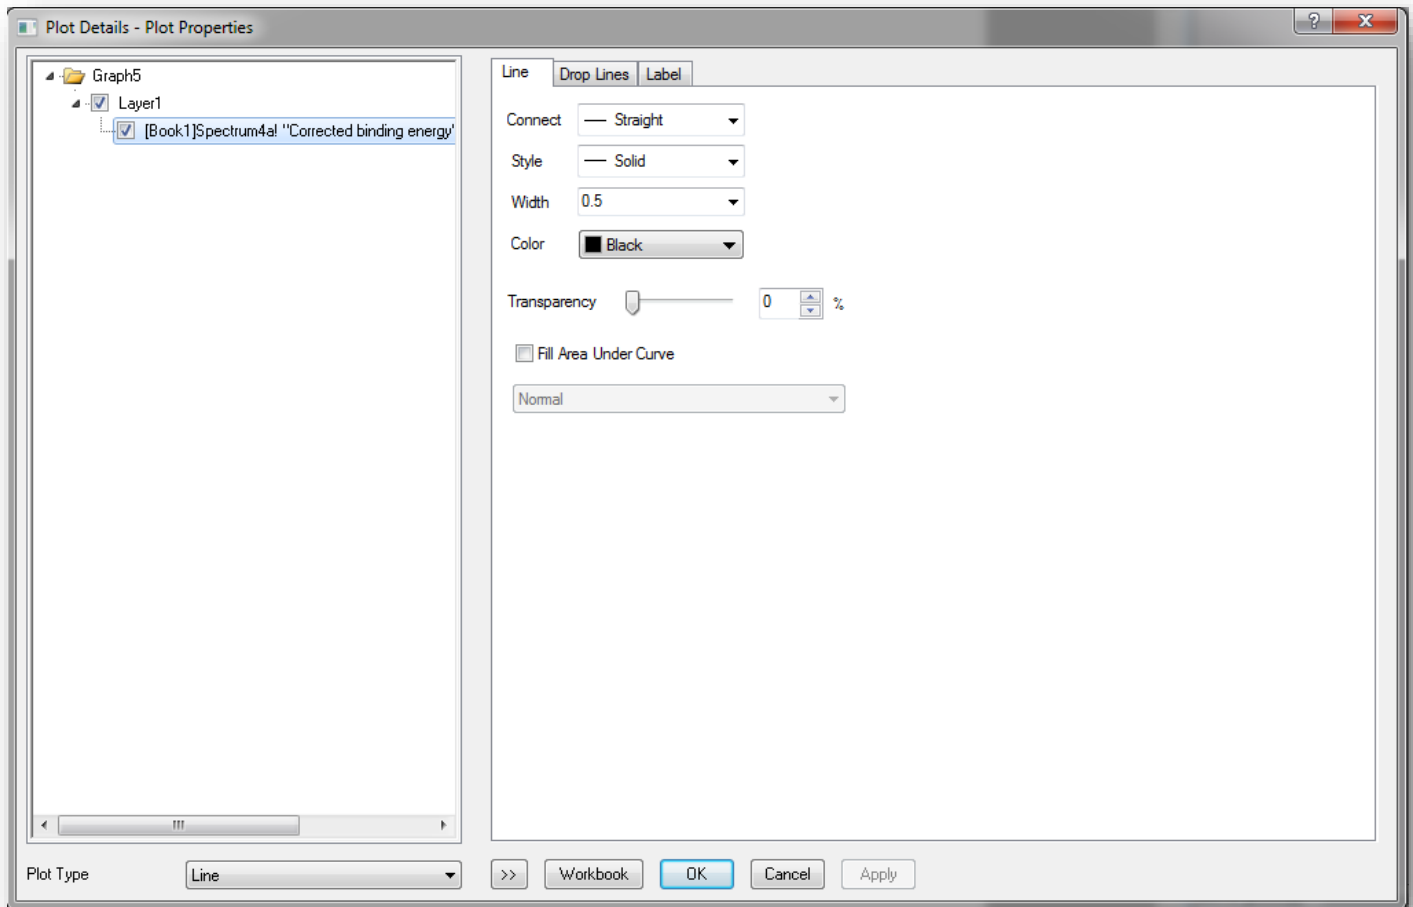 Plot Details - Plot Properties
?
Graph5
Layer1
[Book1]Spectrum4a! "Corrected binding energy"
Line
Drop Lines
Label
Connect
Straight
Style
Solid
Width
0.5
Color
Black
Transparency
0
%
Fill Area Under Curve
Normal
Plot Type
Line
>>
Workbook
OK
Cancel
Apply